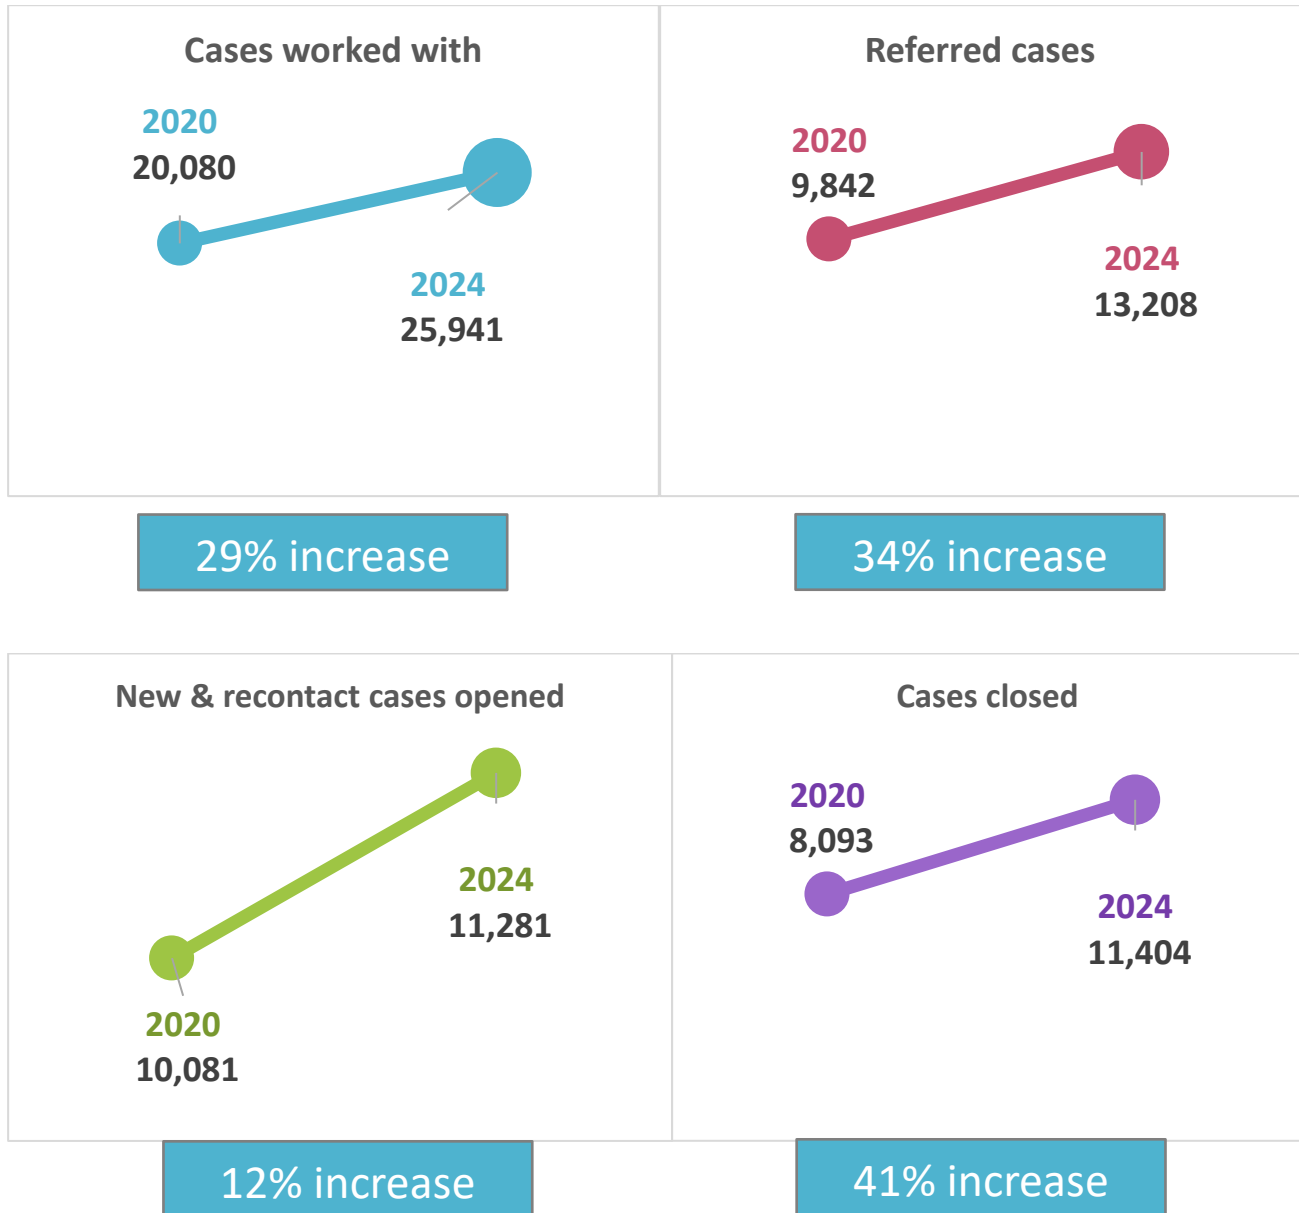 Cases worked with
2020
20,080
2024
25,941
29% increase
Referred cases
2020
9,842
2024
13,208
34% increase
New & recontact cases opened
2024
11,281
2020
10,081
12% increase
Cases closed
2020
8,093
2024
11,404
41% increase